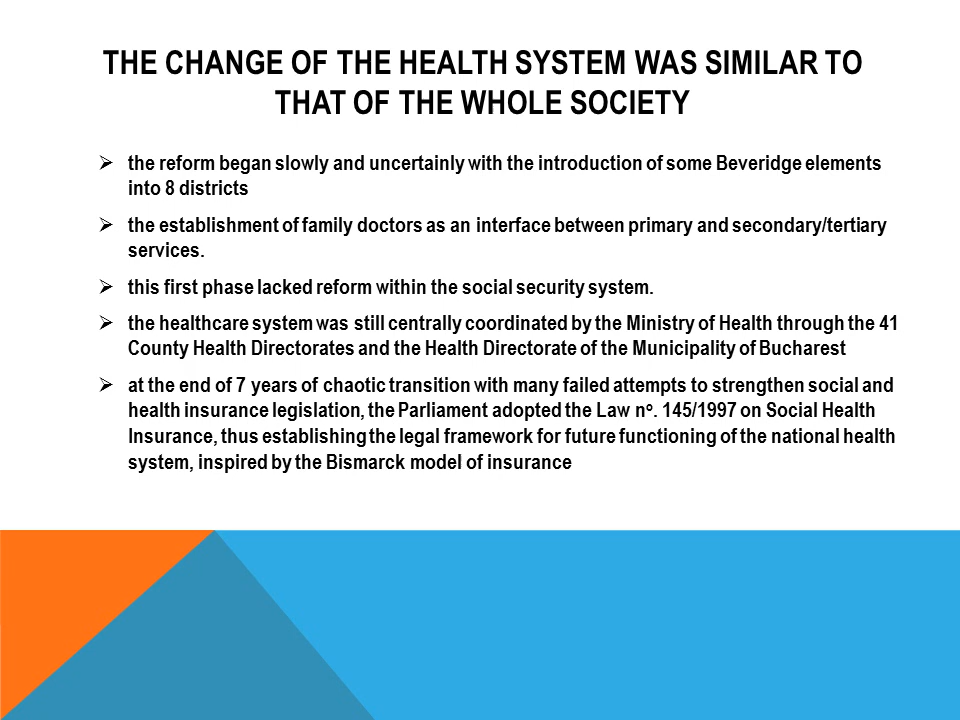 THE CHANGE OF THE HEALTH SYSTEM WAS SIMILAR TO
THAT OF THE WHOLE SOCIETY
➢ the reform began slowly and uncertainly with the introduction of some Beveridge elements
into 8 districts
➢ the establishment of family doctors as an interface between primary and secondary/tertiary
services.
➢ this first phase lacked reform within the social security system.
➢ the healthcare system was still centrally coordinated by the Ministry of Health through the 41
County Health Directorates and the Health Directorate of the Municipality of Bucharest
➢ at the end of 7 years of chaotic transition with many failed attempts to strengthen social and
health insurance legislation, the Parliament adopted the Law nº. 145/1997 on Social Health
Insurance, thus establishing the legal framework for future functioning of the national health
system, inspired by the Bismarck model of insurance